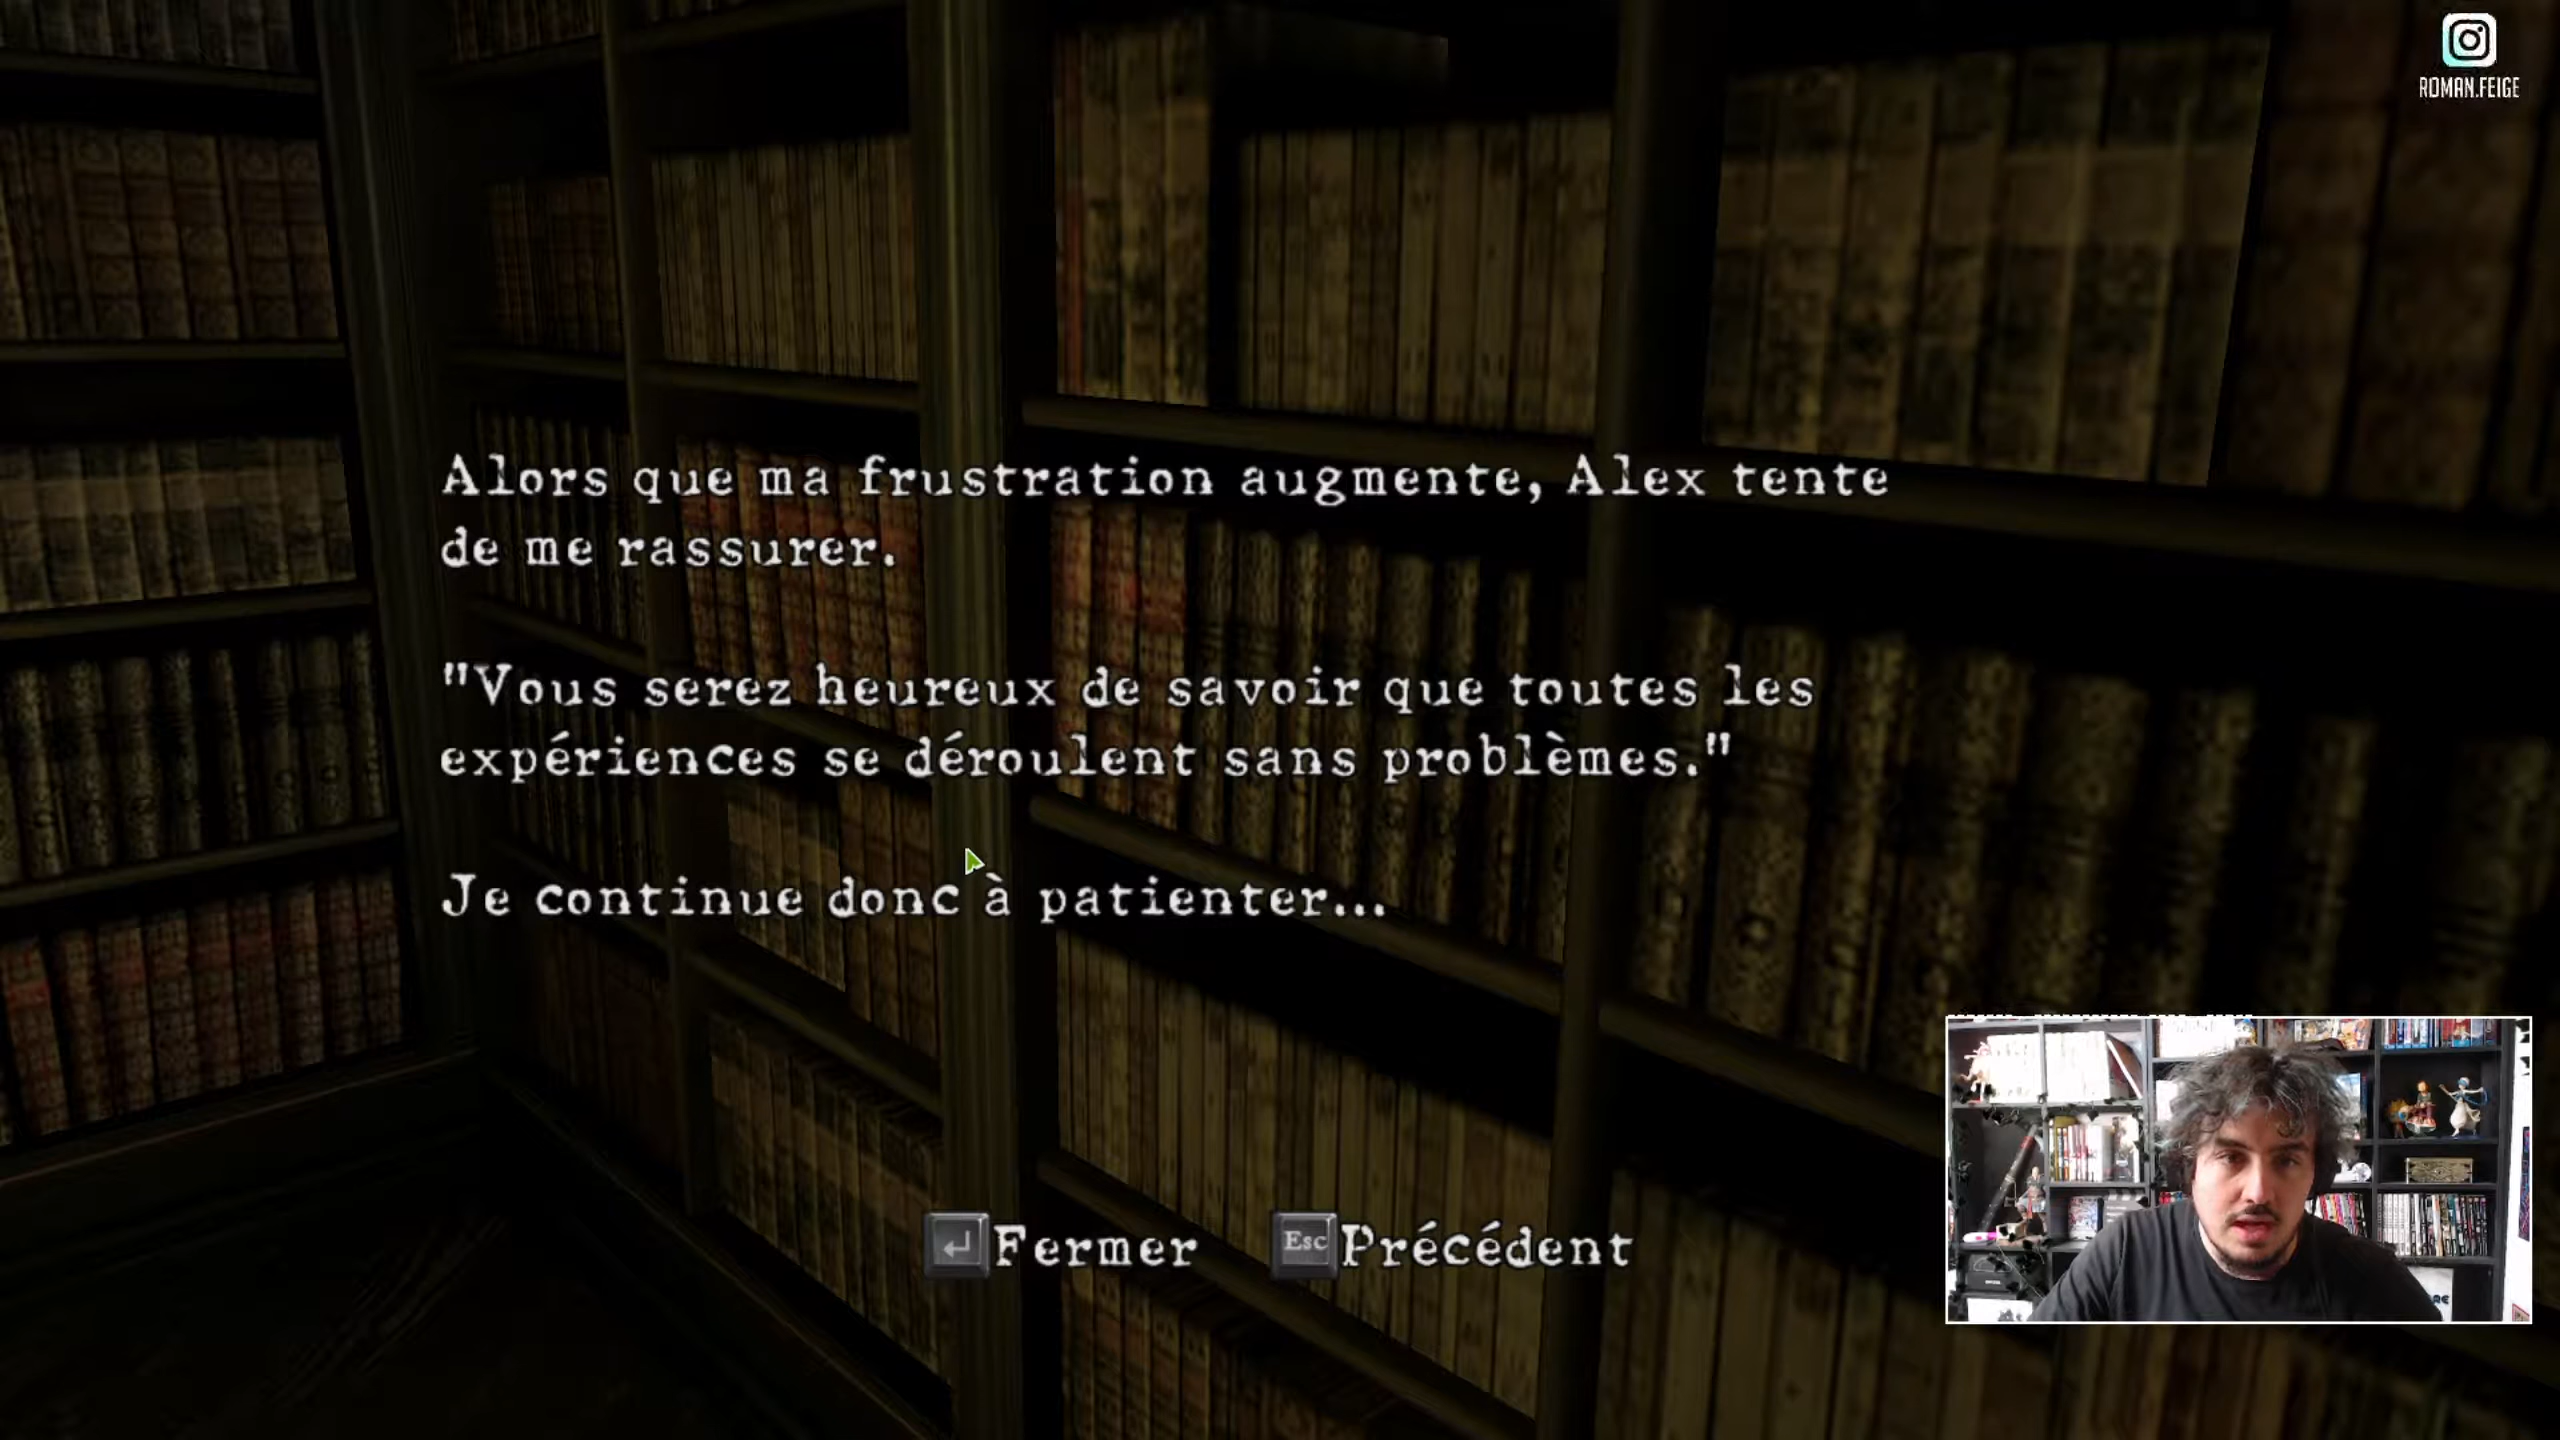 ROMAN.FEIGE
Alors que ma frustration augmente, Alex tente
de me rassurer.
"Vous serez heureux de savoir que toutes les
expériences se déroulent sans problèmes."
Je continue donc à patienter...
Fermer
Esc Précédent